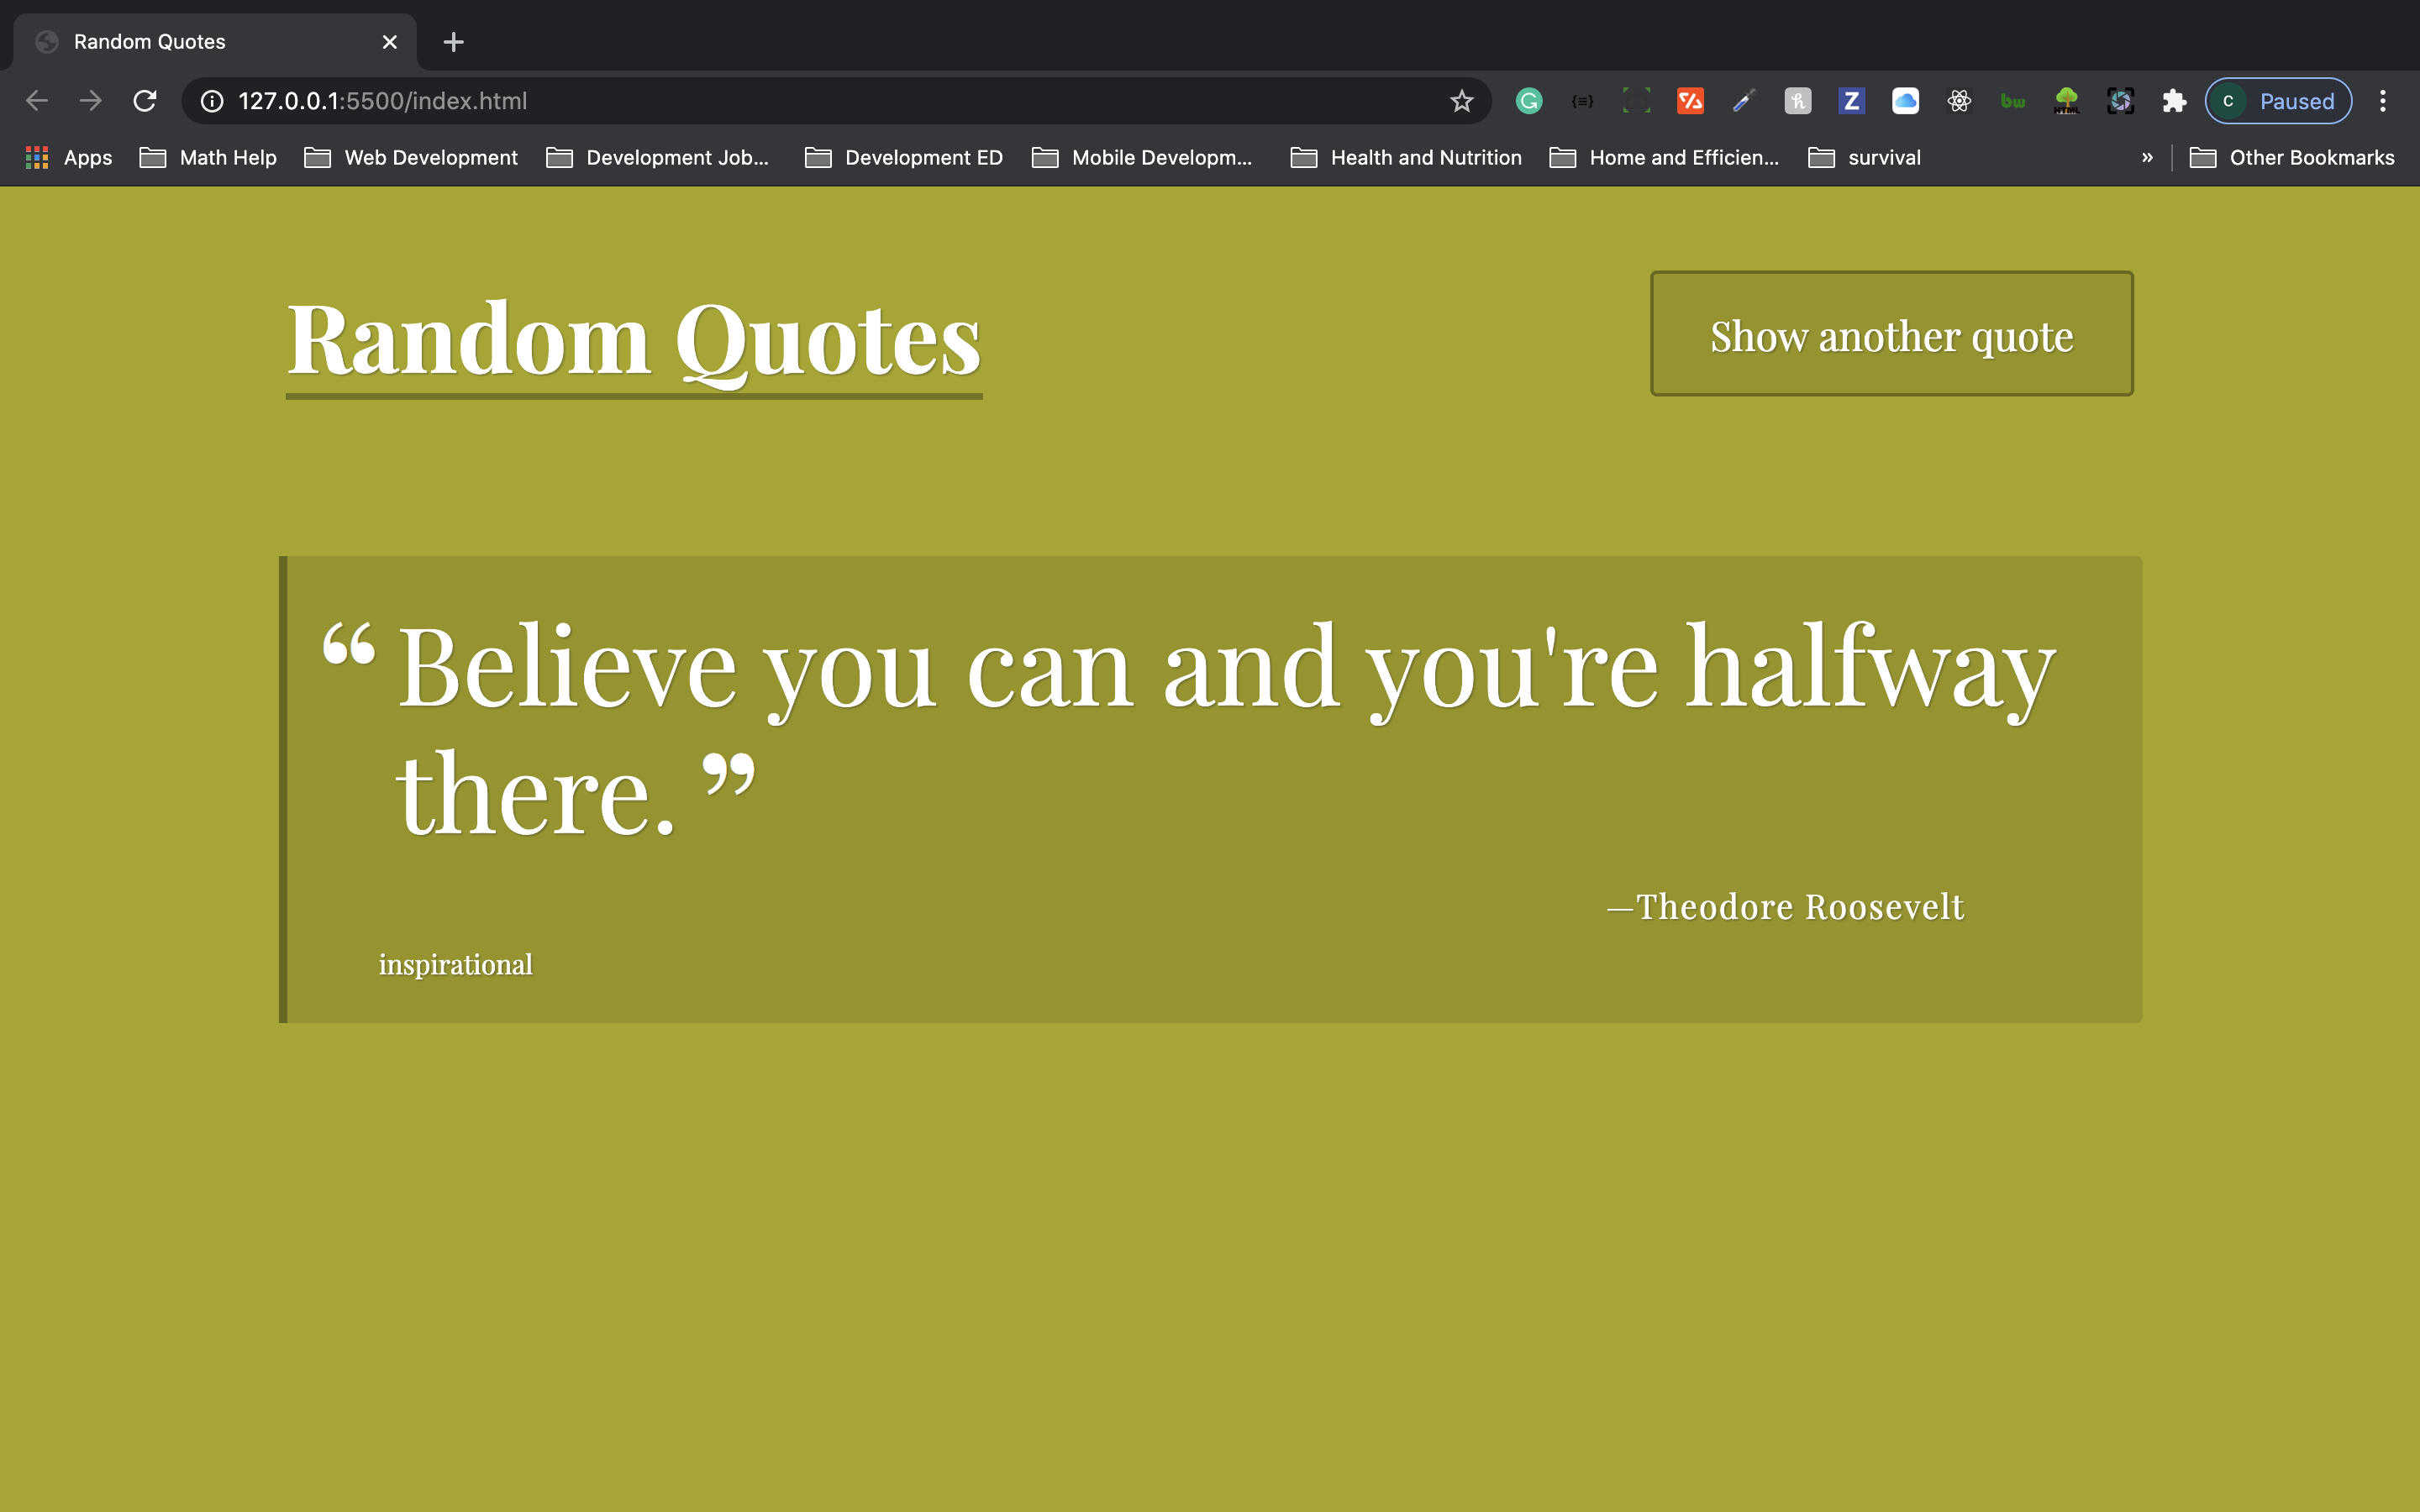 Random Quotes
127.0.0.1:5500/index.html
C Paused
Apps Math Help Web Development Development Job... Development ED Mobile Developm... Health and Nutrition Home and Efficien... survival » Other Bookmarks
Random Quotes
Show another quote
“ Believe you can and you're halfway
there. ”
—Theodore Roosevelt
inspirational